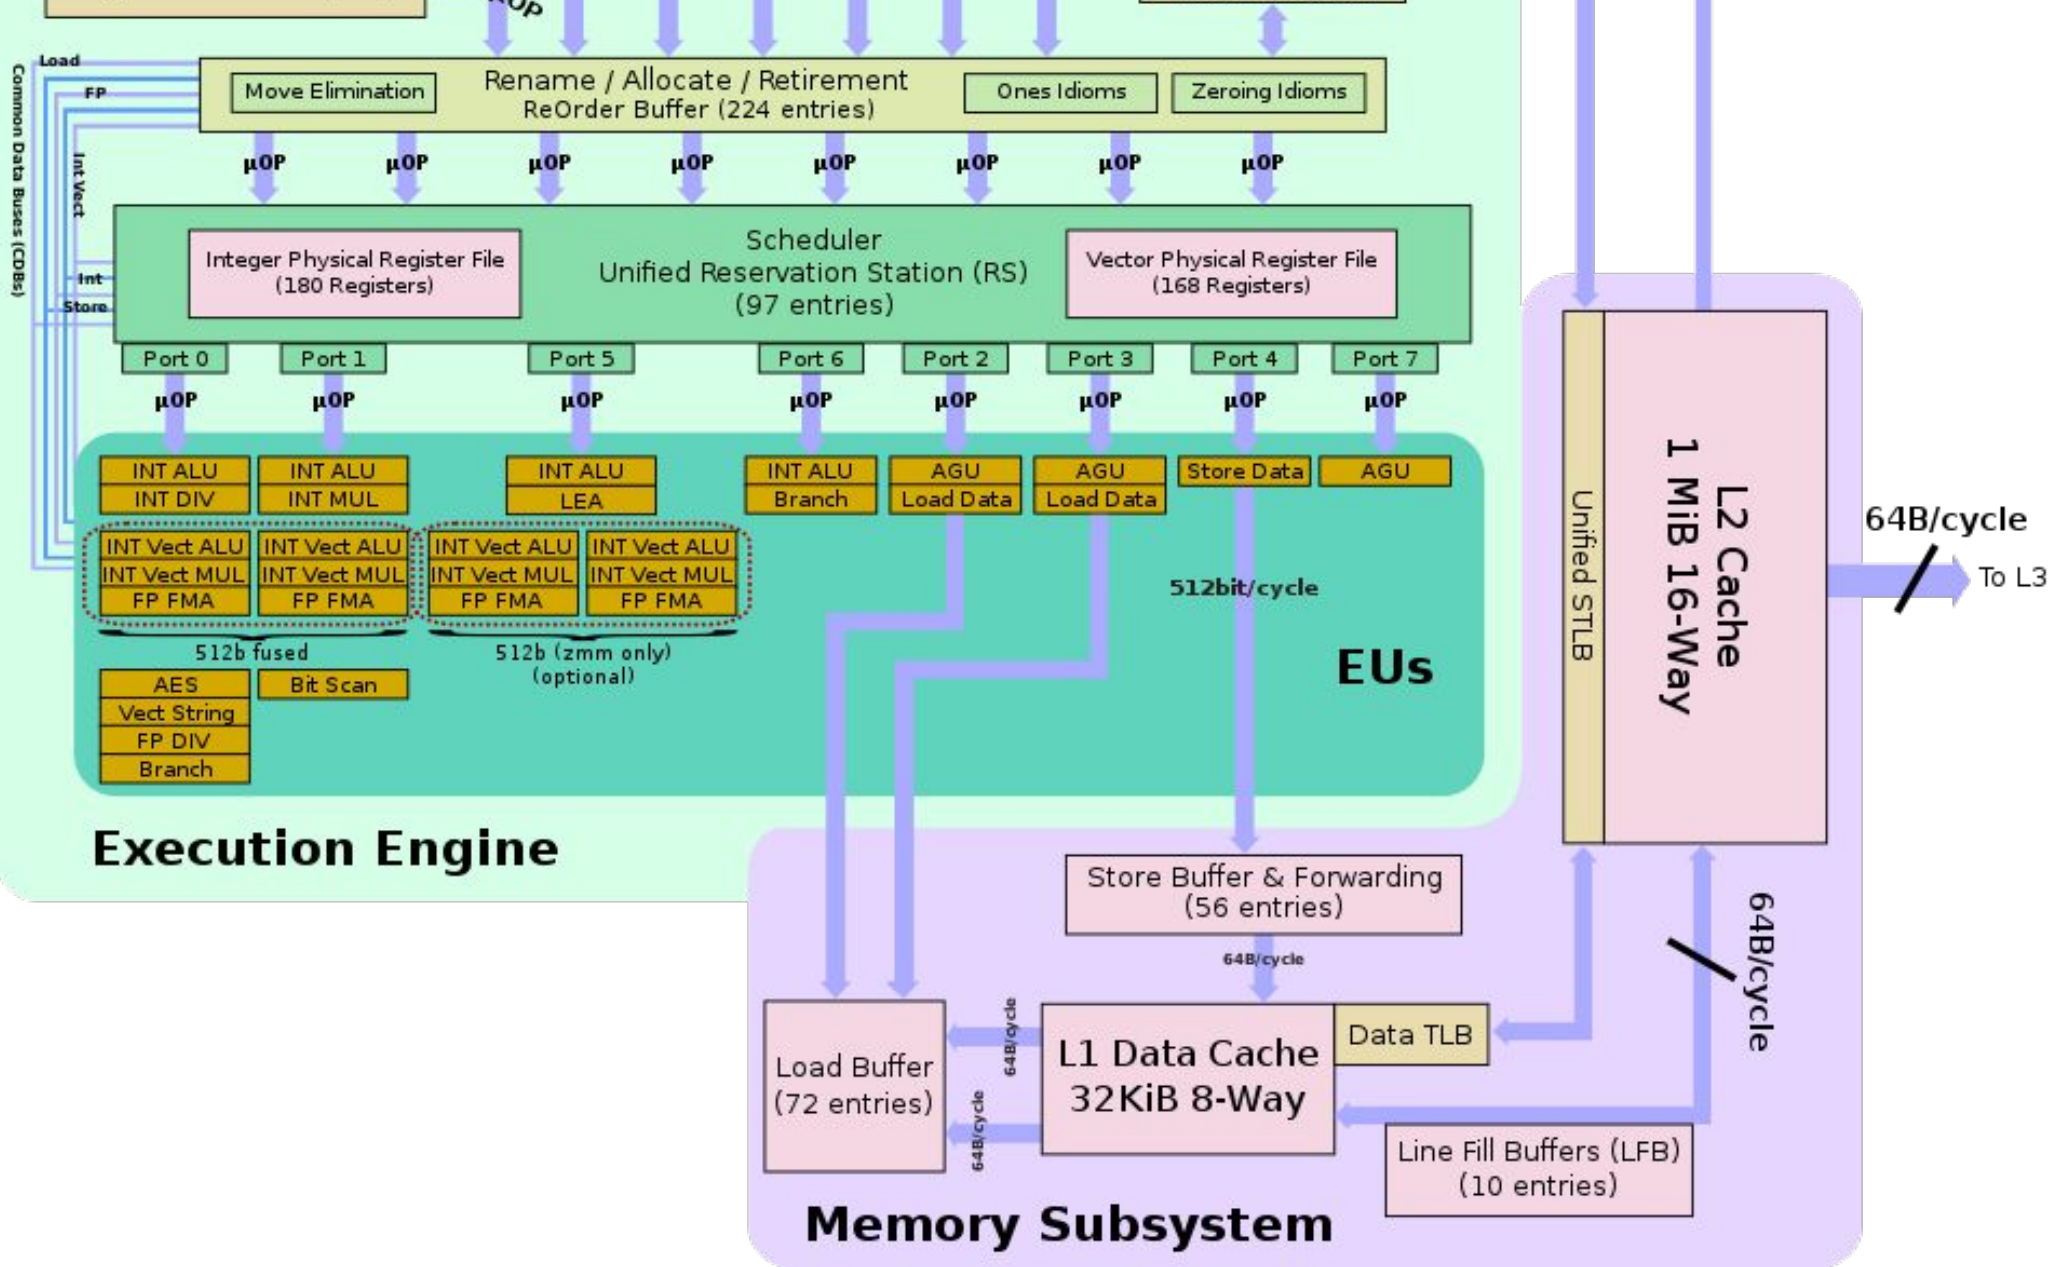 µOP
Load
FP
Common Data Buses (CDBs)
Int Vect
Int
Store
Move Elimination
Rename / Allocate / Retirement
ReOrder Buffer (224 entries)
Ones Idioms
Zeroing Idioms
µOP µOP µOP µOP µOP µOP µOP µOP
Integer Physical Register File
(180 Registers)
Scheduler
Unified Reservation Station (RS)
(97 entries)
Vector Physical Register File
(168 Registers)
Port 0 Port 1 Port 5 Port 6 Port 2 Port 3 Port 4 Port 7
µOP µOP µOP µOP µOP µOP µOP µOP
INT ALU INT ALU INT ALU INT ALU AGU AGU Store Data AGU
INT DIV INT MUL LEA Branch Load Data Load Data
INT Vect ALU INT Vect ALU INT Vect ALU INT Vect ALU
INT Vect MUL INT Vect MUL INT Vect MUL INT Vect MUL
FP FMA FP FMA FP FMA FP FMA
512b fused
512b (zmm only)
(optional)
AES
Vect String
FP DIV
Branch
Bit Scan
512bit/cycle
EUs
Execution Engine
Unified STLB
L2 Cache
1 MiB 16-Way
64B/cycle
To L3
Store Buffer & Forwarding
(56 entries)
64B/cycle
64B/cycle
Load Buffer
(72 entries)
64B/cycle
64B/cycle
L1 Data Cache
32KiB 8-Way
Data TLB
Line Fill Buffers (LFB)
(10 entries)
Memory Subsystem